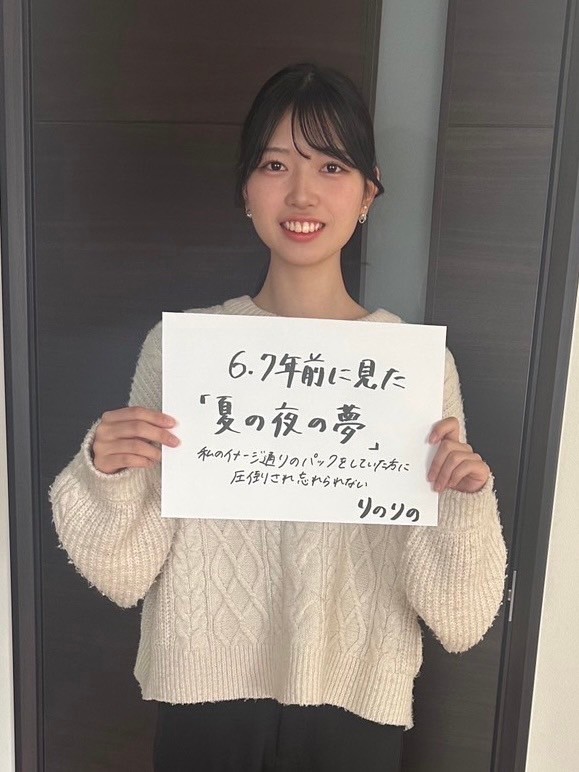 6.7年前に見た
「夏の夜の夢」
私のイメージ通りのパックをしていた方に
圧倒され忘れられない
りのりの